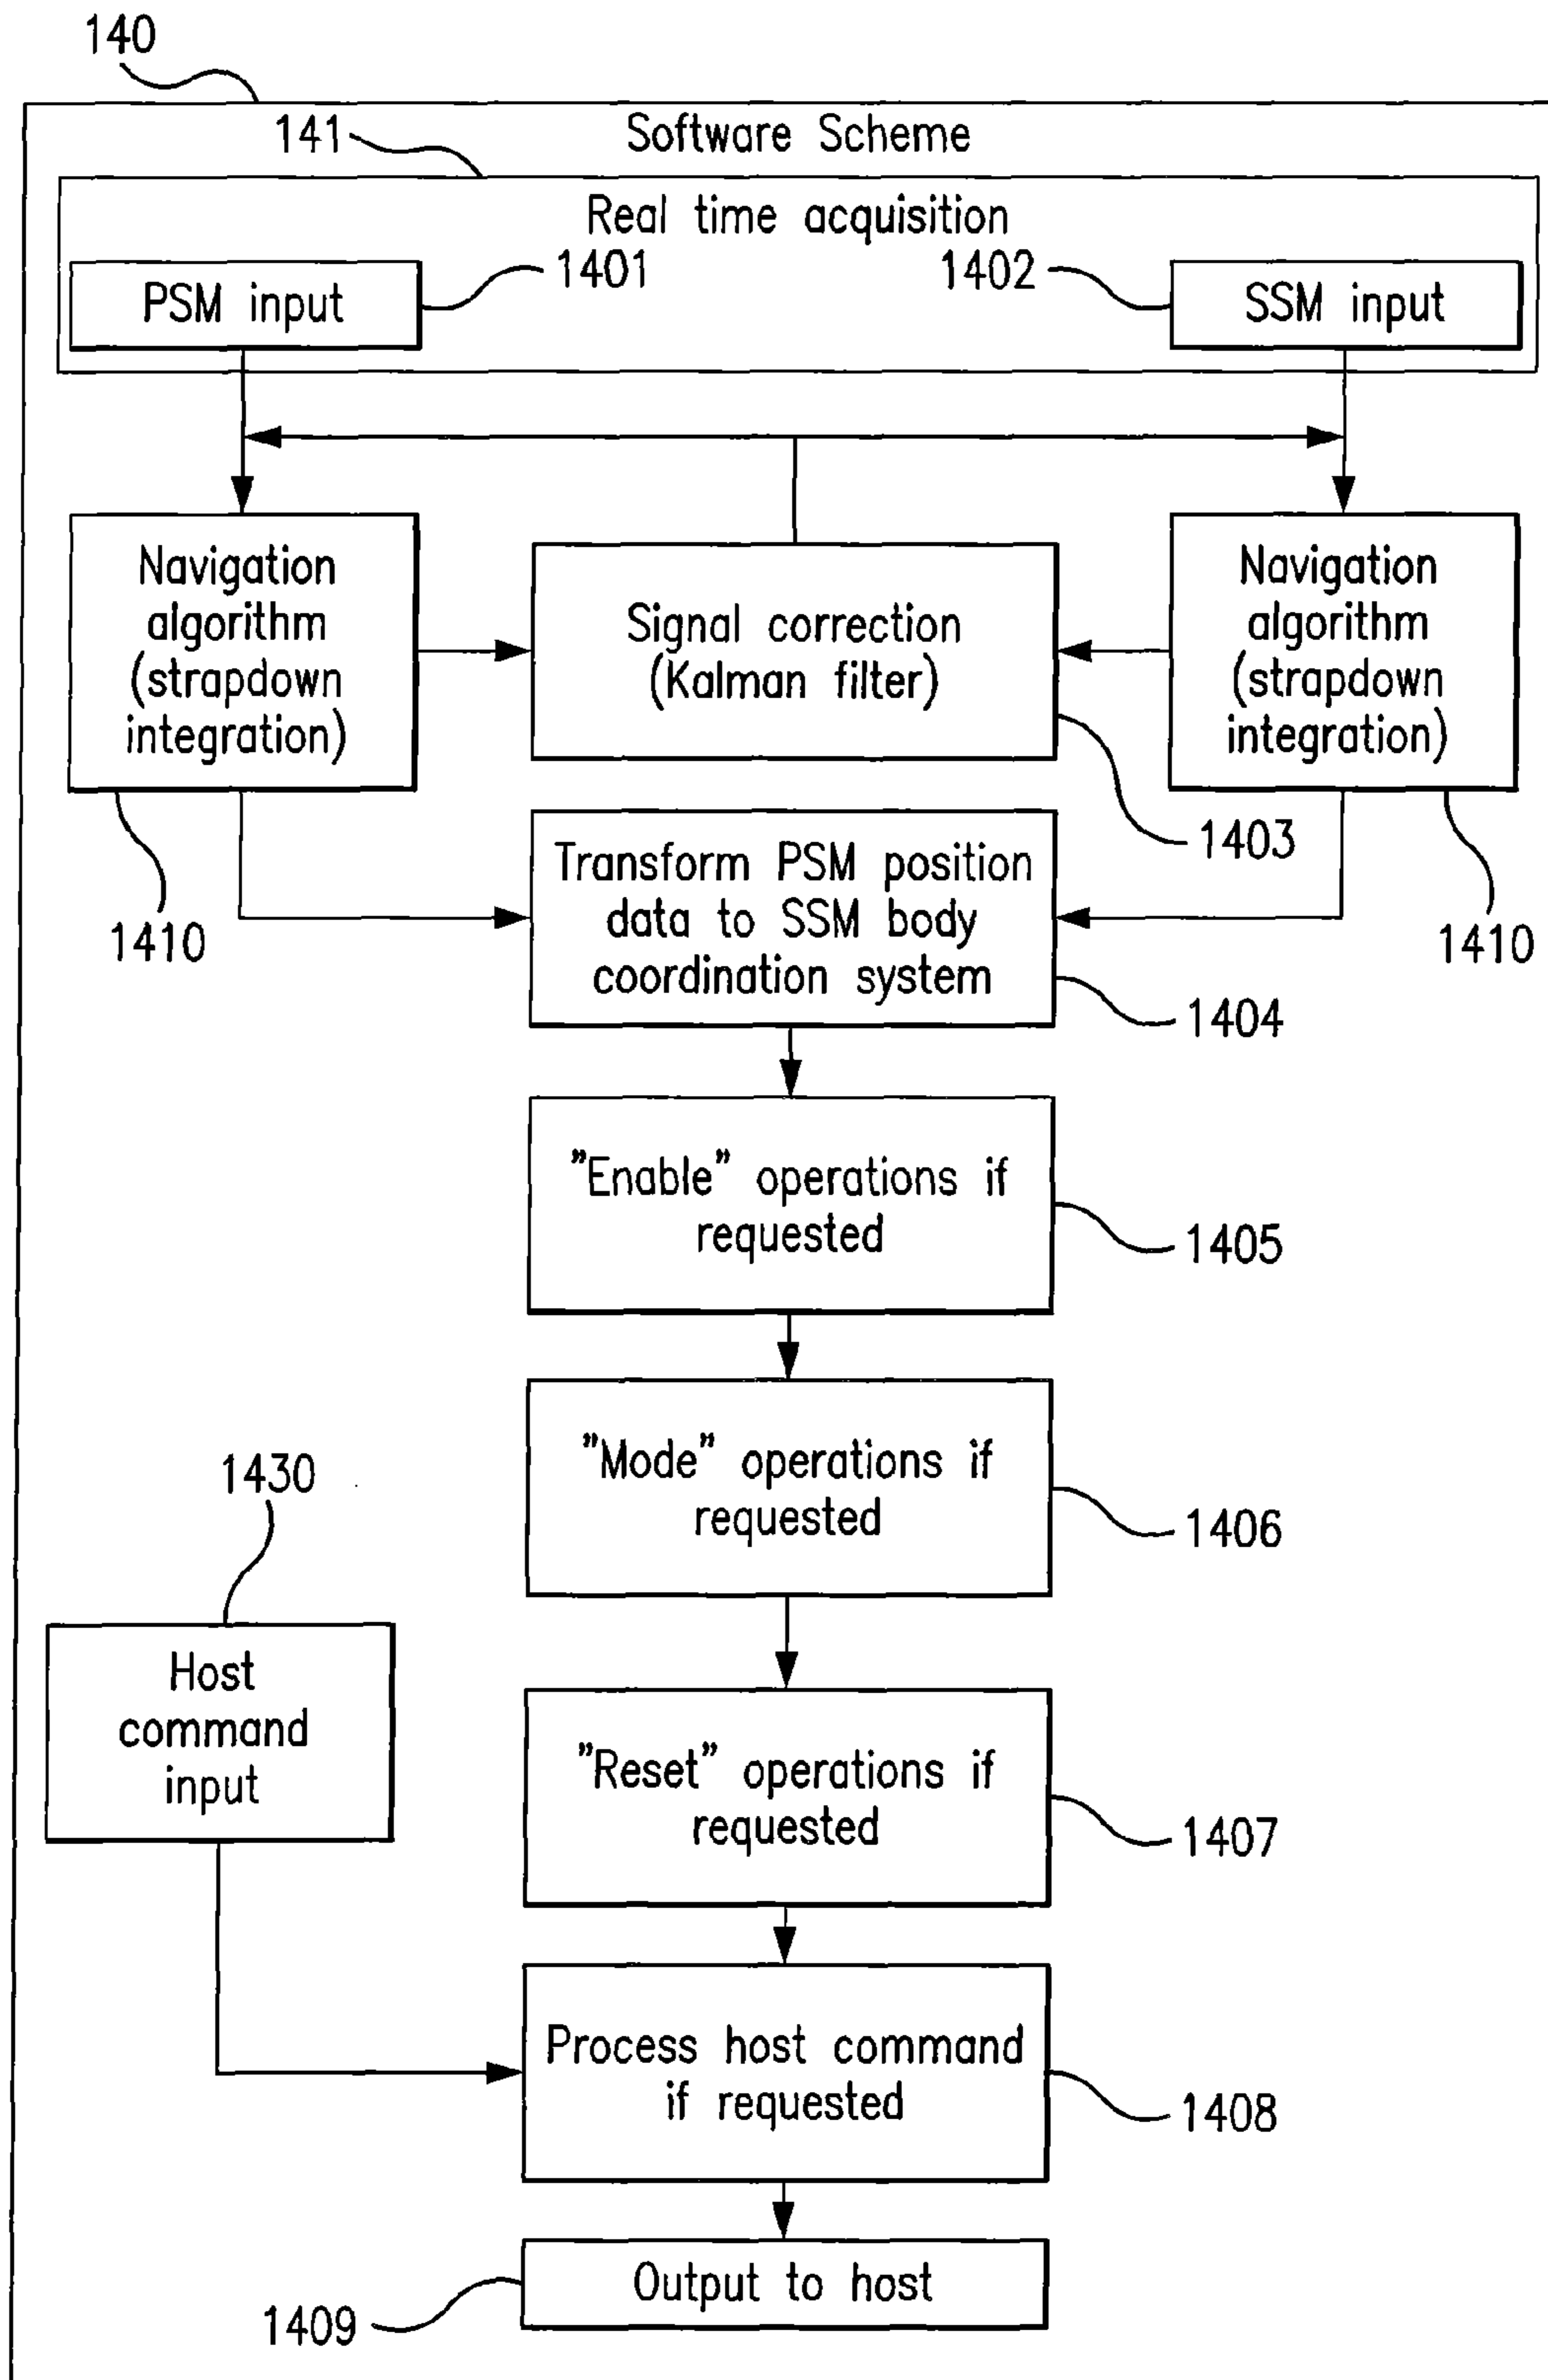 140
Software Scheme
141
Real time acquisition
PSM input
1401
1402
SSM input
Navigation
algorithm
(strapdown
integration)
1410
Signal correction
(Kalman filter)
1403
Navigation
algorithm
(strapdown
integration)
1410
Transform PSM position
data to SSM body
coordination system
1404
”Enable” operations if
requested
1405
”Mode” operations if
requested
1406
1430
Host
command
input
”Reset” operations if
requested
1407
Process host command
if requested
1408
Output to host
1409